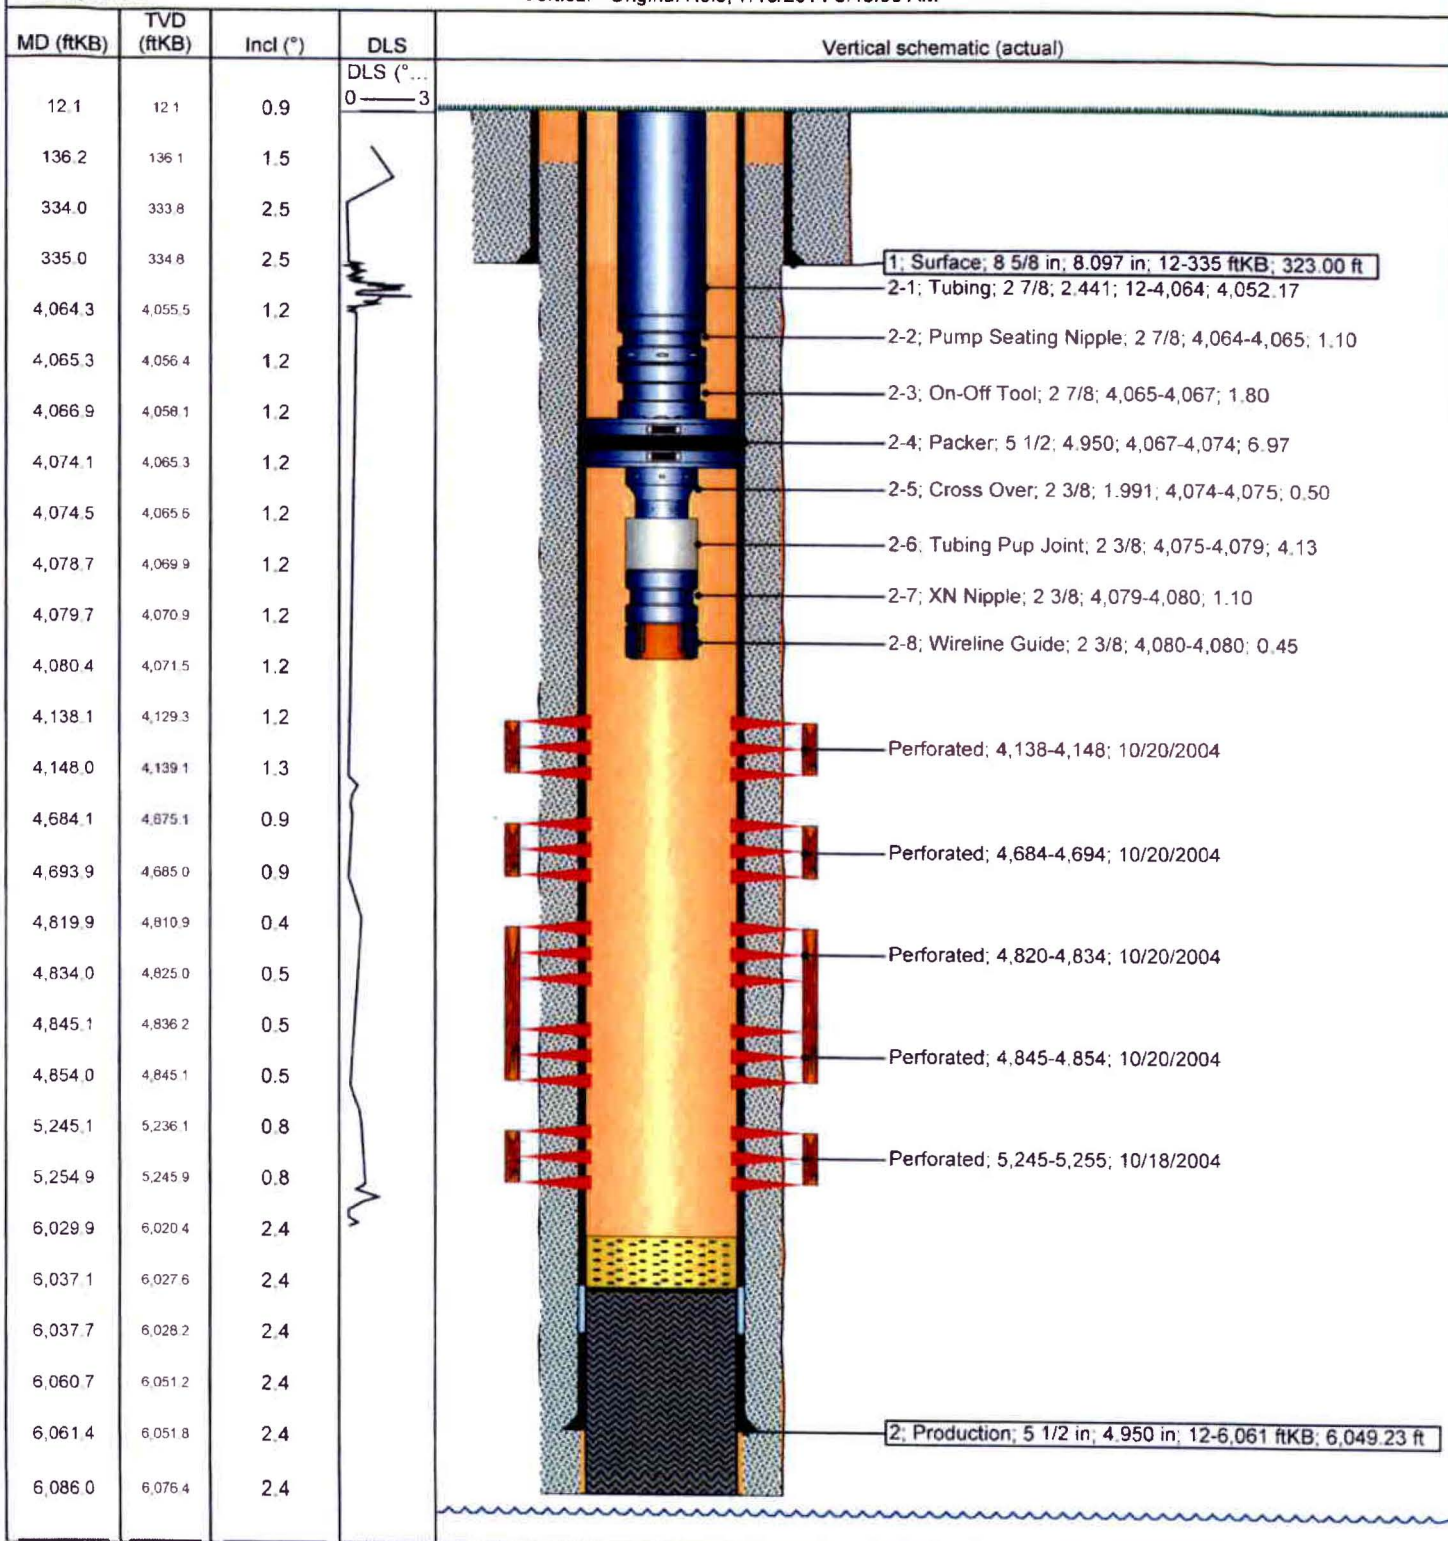 MD (ftKB) TVD (ftKB) Incl (°) DLS Vertical schematic (actual)
DLS (°...
0 3
12.1 12.1 0.9
136.2 136.1 1.5
334.0 333.8 2.5
335.0 334.8 2.5
4,064.3 4,055.5 1.2
4,065.3 4,056.4 1.2
4,066.9 4,058.1 1.2
4,074.1 4,065.3 1.2
4,074.5 4,065.6 1.2
4,078.7 4,069.9 1.2
4,079.7 4,070.9 1.2
4,080.4 4,071.5 1.2
4,138.1 4,129.3 1.2
4,148.0 4,139.1 1.3
4,684.1 4,675.1 0.9
4,693.9 4,685.0 0.9
4,819.9 4,810.9 0.4
4,834.0 4,825.0 0.5
4,845.1 4,836.2 0.5
4,854.0 4,845.1 0.5
5,245.1 5,236.1 0.8
5,254.9 5,245.9 0.8
6,029.9 6,020.4 2.4
6,037.1 6,027.6 2.4
6,037.7 6,028.2 2.4
6,060.7 6,051.2 2.4
6,061.4 6,051.8 2.4
6,086.0 6,076.4 2.4
1; Surface; 8 5/8 in; 8.097 in; 12-335 ftKB; 323.00 ft
2-1; Tubing; 2 7/8; 2.441; 12-4,064; 4,052.17
2-2; Pump Seating Nipple; 2 7/8; 4,064-4,065; 1.10
2-3; On-Off Tool; 2 7/8; 4,065-4,067; 1.80
2-4; Packer; 5 1/2; 4.950; 4,067-4,074; 6.97
2-5; Cross Over; 2 3/8; 1.991; 4,074-4,075; 0.50
2-6; Tubing Pup Joint; 2 3/8; 4,075-4,079; 4.13
2-7; XN Nipple; 2 3/8; 4,079-4,080; 1.10
2-8; Wireline Guide; 2 3/8; 4,080-4,080; 0.45
Perforated; 4,138-4,148; 10/20/2004
Perforated; 4,684-4,694; 10/20/2004
Perforated; 4,820-4,834; 10/20/2004
Perforated; 4,845-4,854; 10/20/2004
Perforated; 5,245-5,255; 10/18/2004
2; Production; 5 1/2 in; 4.950 in; 12-6,061 ftKB; 6,049.23 ft